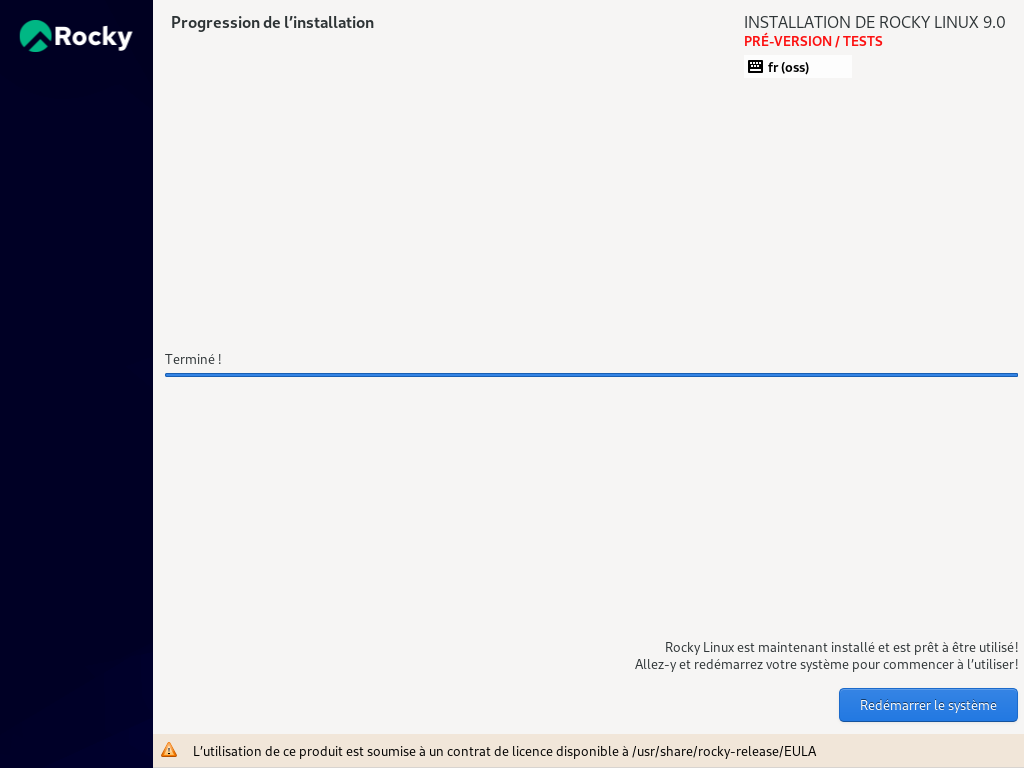 Rocky
Progression de l’installation
INSTALLATION DE ROCKY LINUX 9.0
PRÉ-VERSION / TESTS
fr (oss)
Terminé !
Rocky Linux est maintenant installé et est prêt à être utilisé!
Allez-y et redémarrez votre système pour commencer à l’utiliser!
Redémarrer le système
L’utilisation de ce produit est soumise à un contrat de licence disponible à /usr/share/rocky-release/EULA